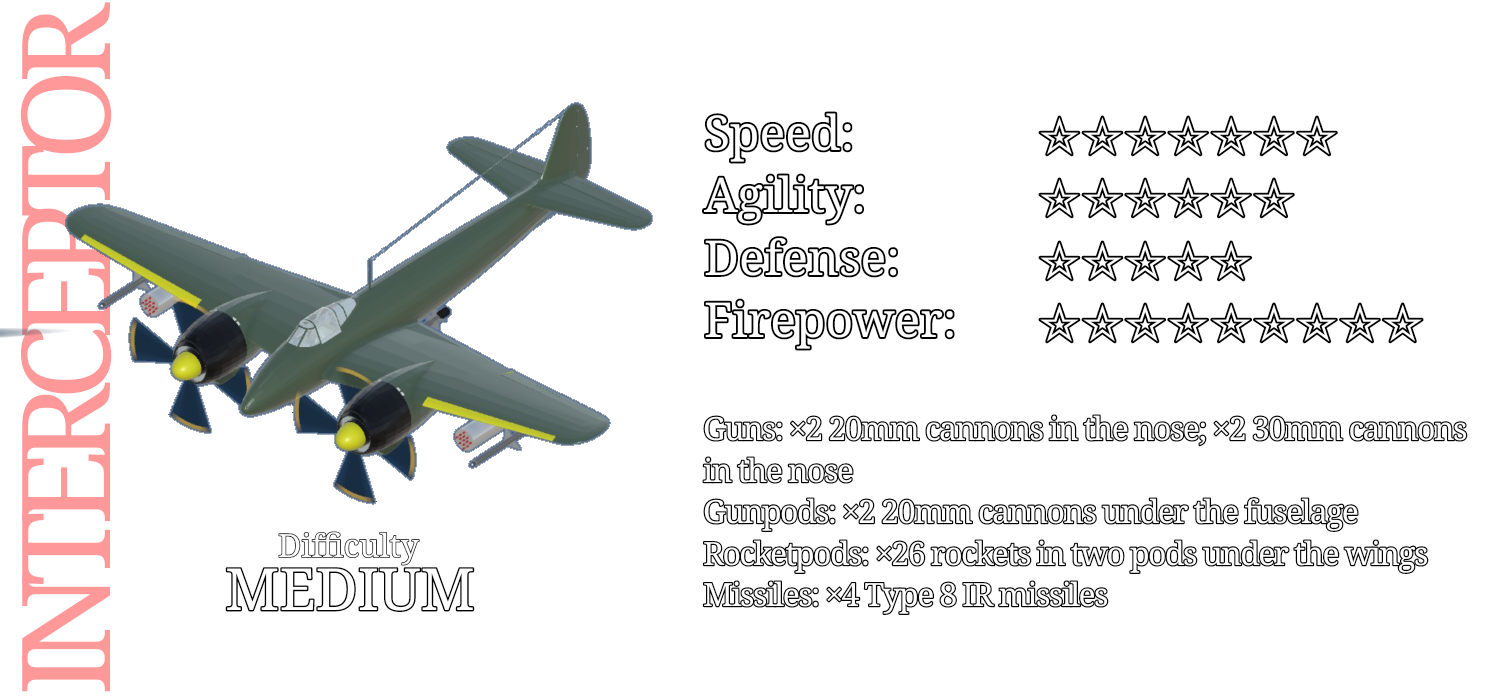 INTERCEPTOR
Speed: ☆☆☆☆☆☆☆
Agility: ☆☆☆☆☆☆
Defense: ☆☆☆☆☆
Firepower: ☆☆☆☆☆☆☆☆☆
Guns: ×2 20mm cannons in the nose; ×2 30mm cannons
in the nose
Gunpods: ×2 20mm cannons under the fuselage
Rocketpods: ×26 rockets in two pods under the wings
Missiles: ×4 Type 8 IR missiles
Difficulty
MEDIUM